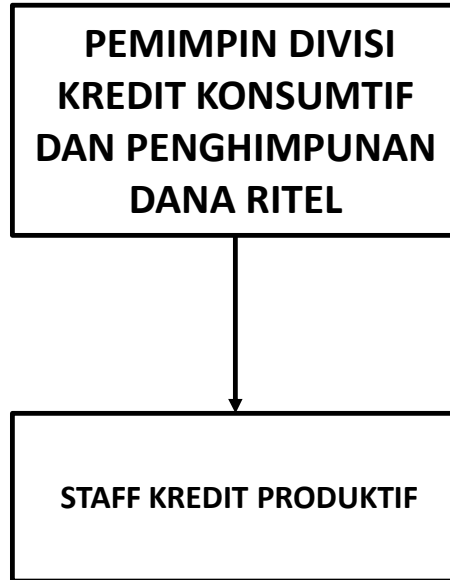 PEMIMPIN DIVISI
KREDIT KONSUMTIF
DAN PENGHIMPUNAN
DANA RITEL
STAFF KREDIT PRODUKTIF